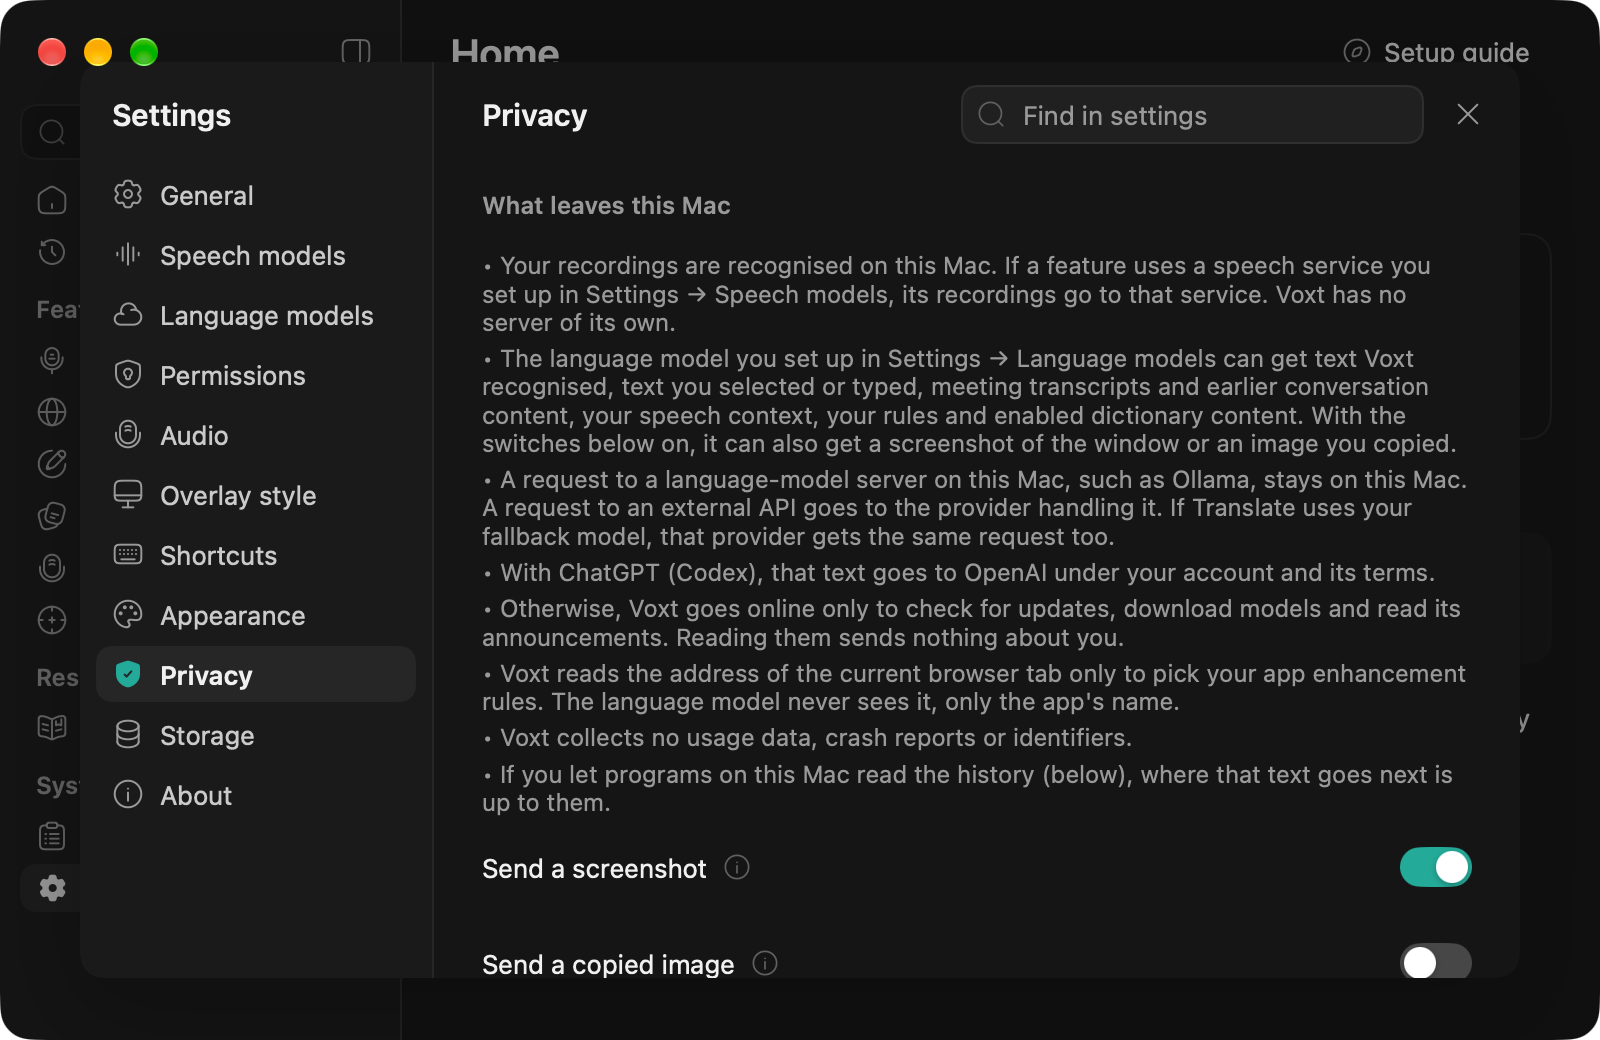 Home
Setup guide
Settings
Privacy
Find in settings
General
Speech models
Language models
Permissions
Audio
Overlay style
Shortcuts
Appearance
Privacy
Storage
About
What leaves this Mac
• Your recordings are recognised on this Mac. If a feature uses a speech service you
set up in Settings → Speech models, its recordings go to that service. Voxt has no
server of its own.
• The language model you set up in Settings → Language models can get text Voxt
recognised, text you selected or typed, meeting transcripts and earlier conversation
content, your speech context, your rules and enabled dictionary content. With the
switches below on, it can also get a screenshot of the window or an image you copied.
• A request to a language-model server on this Mac, such as Ollama, stays on this Mac.
A request to an external API goes to the provider handling it. If Translate uses your
fallback model, that provider gets the same request too.
• With ChatGPT (Codex), that text goes to OpenAI under your account and its terms.
• Otherwise, Voxt goes online only to check for updates, download models and read its
announcements. Reading them sends nothing about you.
• Voxt reads the address of the current browser tab only to pick your app enhancement
rules. The language model never sees it, only the app's name.
• Voxt collects no usage data, crash reports or identifiers.
• If you let programs on this Mac read the history (below), where that text goes next is
up to them.
Send a screenshot
Send a copied image